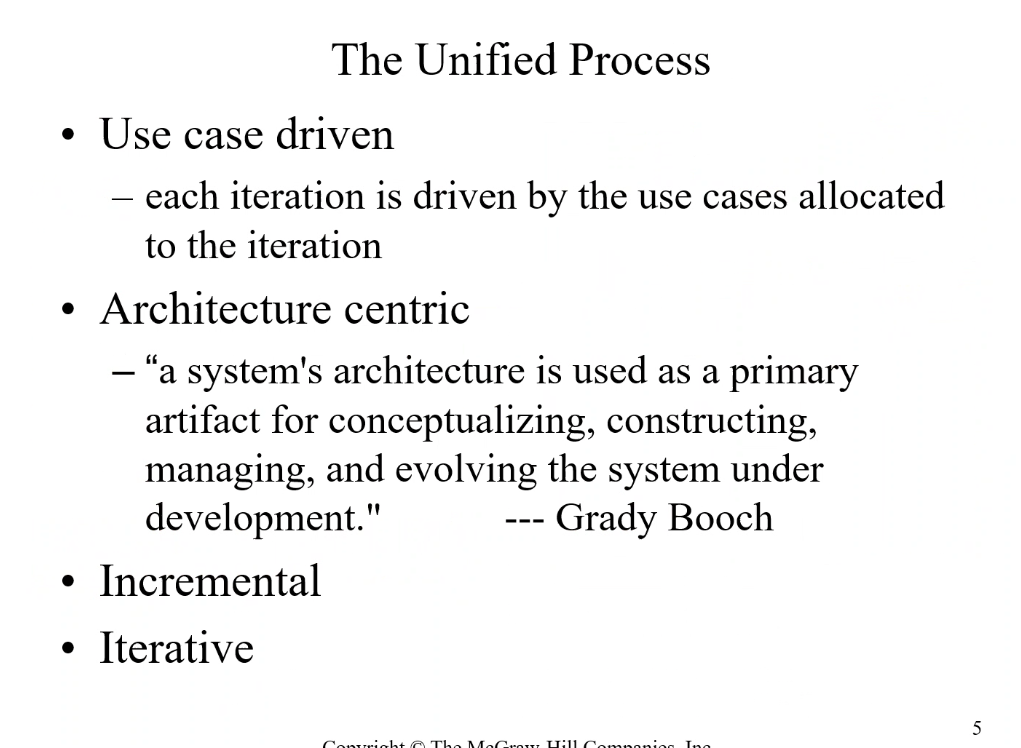 The Unified Process
• Use case driven
– each iteration is driven by the use cases allocated
to the iteration
• Architecture centric
– “a system's architecture is used as a primary
artifact for conceptualizing, constructing,
managing, and evolving the system under
development." --- Grady Booch
• Incremental
• Iterative
5
Copyright © The McGraw-Hill Companies, Inc.